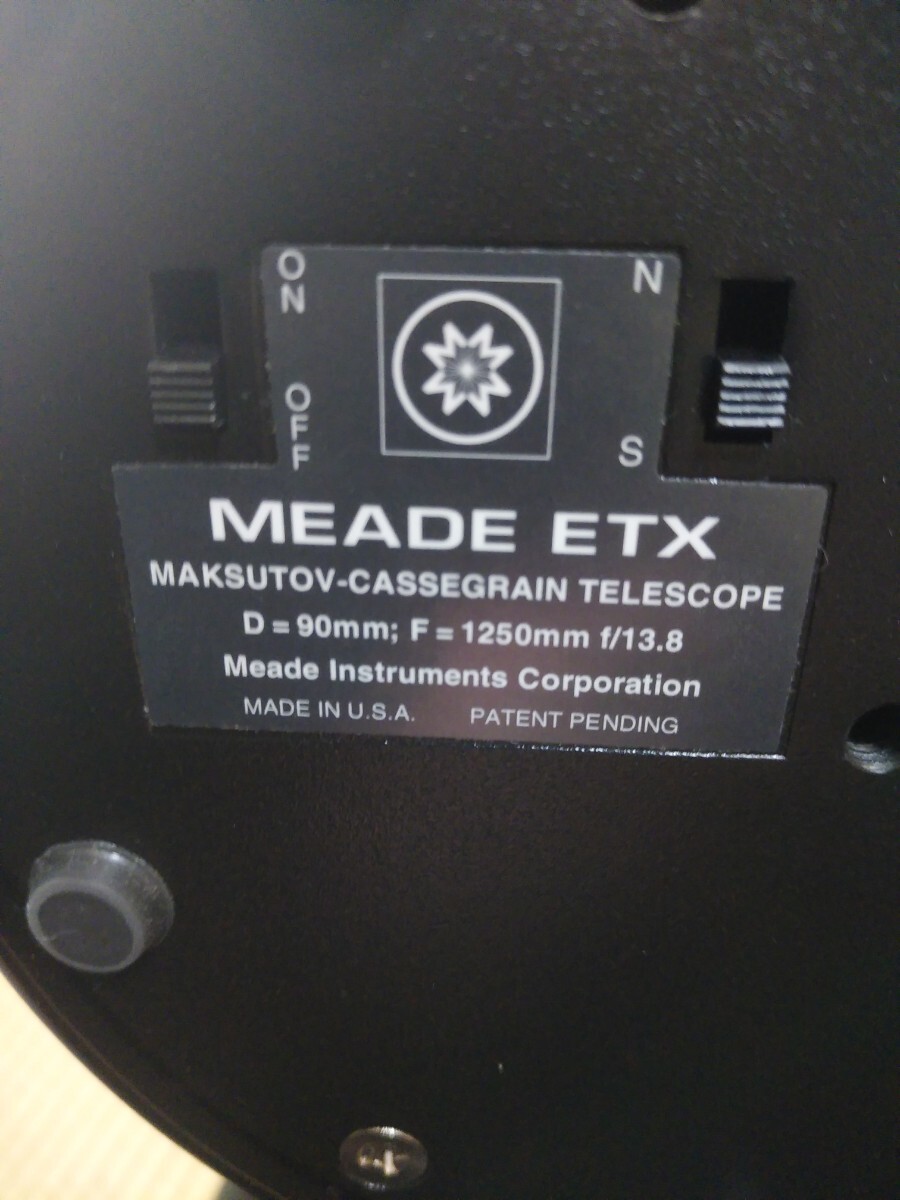 ON
N
OFF
S
MEADE ETX
MAKSUTOV-CASSEGRAIN TELESCOPE
D = 90mm; F = 1250mm f/13.8
Meade Instruments Corporation
MADE IN U.S.A. PATENT PENDING